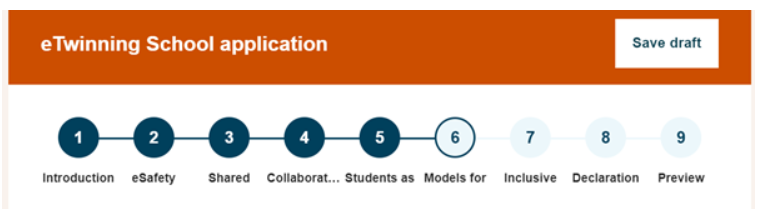 eTwinning School application
Save draft
1 2 3 4 5 6 7 8 9
Introduction eSafety Shared Collaborat... Students as Models for Inclusive Declaration Preview